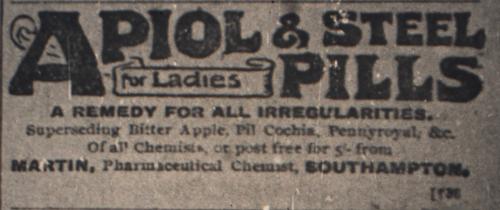 APIOL & STEEL
for Ladies PILLS
A REMEDY FOR ALL IRREGULARITIES.
Superseding Bitter Apple, Pil Cochia, Pennyroyal, &c.
Of all Chemists, or post free for 5/- from
MARTIN, Pharmaceutical Chemist, SOUTHAMPTON.